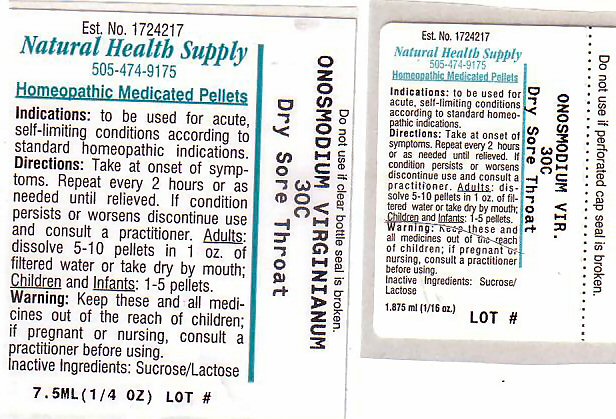 Est. No. 1724217
Natural Health Supply
505-474-9175
Homeopathic Medicated Pellets
Indications: to be used for acute,
self-limiting conditions according to
standard homeopathic indications.
Directions: Take at onset of symp-
toms. Repeat every 2 hours or as
needed until relieved. If condition
persists or worsens discontinue use
and consult a practitioner. Adults:
dissolve 5-10 pellets in 1 oz. of
filtered water or take dry by mouth;
Children and Infants: 1-5 pellets.
Warning: Keep these and all medi-
cines out of the reach of children;
if pregnant or nursing, consult a
practitioner before using.
Inactive Ingredients: Sucrose/Lactose
7.5ML(1/4 OZ) LOT #
Do not use if clear bottle seal is broken.
ONOSMODIUM VIRGINIANUM
30C
Dry Sore Throat
Est. No. 1724217
Natural Health Supply
505-474-9175
Homeopathic Medicated Pellets
Indications: to be used for
acute, self-limiting conditions
according to standard homeo-
pathic indications.
Directions: Take at onset of
symptoms. Repeat every 2 hours
or as needed until relieved. If
condition persists or worsens
discontinue use and consult a
practitioner. Adults: dis-
solve 5-10 pellets in 1 oz. of fil-
tered water or take dry by mouth;
Children and Infants: 1-5 pellets.
Warning: Keep these and
all medicines out of the reach
of children; if pregnant or
nursing, consult a practitioner
before using.
Inactive Ingredients: Sucrose/
Lactose
1.875 ml (1/16 oz.)
LOT #
ONOSMODIUM VIR.
30C
Dry Sore Throat
Do not use if perforated cap seal is broken.